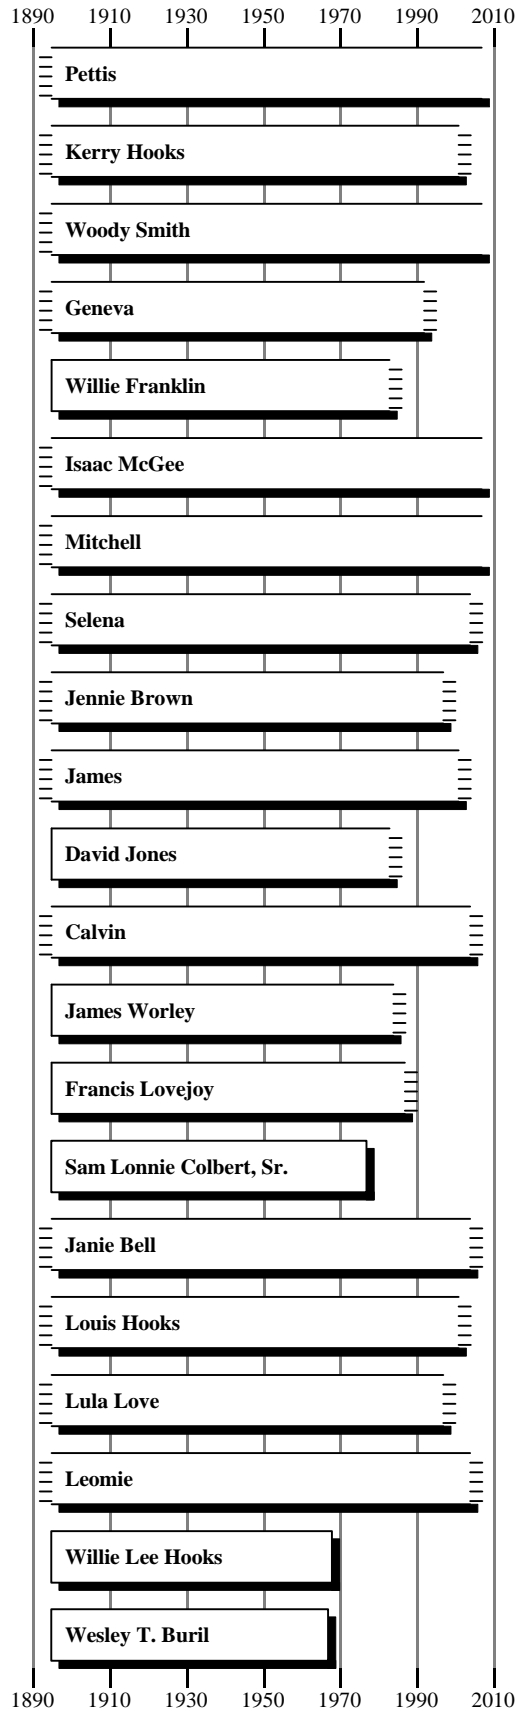 1890 1910 1930 1950 1970 1990 2010
Pettis
Kerry Hooks
Woody Smith
Geneva
Willie Franklin
Isaac McGee
Mitchell
Selena
Jennie Brown
James
David Jones
Calvin
James Worley
Francis Lovejoy
Sam Lonnie Colbert, Sr.
Janie Bell
Louis Hooks
Lula Love
Leomie
Willie Lee Hooks
Wesley T. Buril
1890 1910 1930 1950 1970 1990 2010